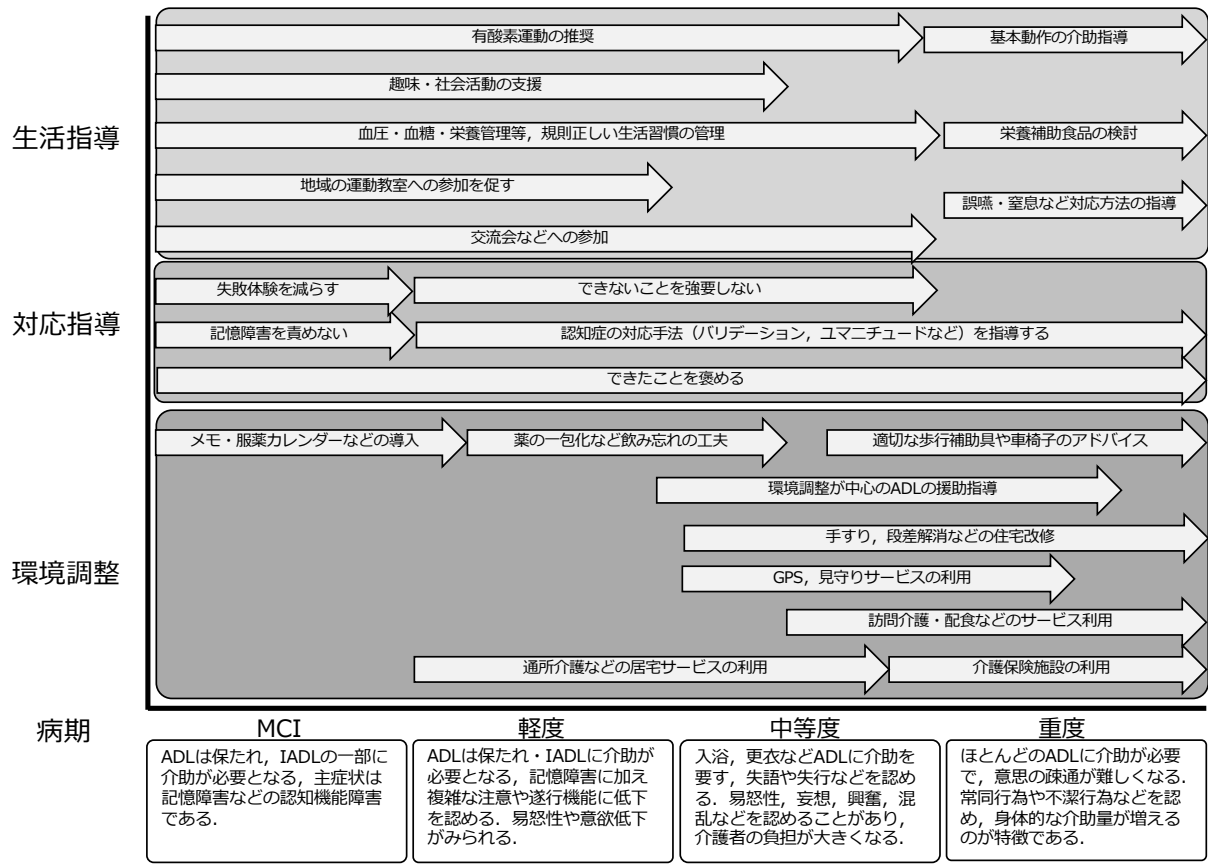 有酸素運動の推奨
基本動作の介助指導
趣味・社会活動の支援
生活指導
血圧・血糖・栄養管理等，規則正しい生活習慣の管理
栄養補助食品の検討
地域の運動教室への参加を促す
誤嚥・窒息など対応方法の指導
交流会などへの参加
失敗体験を減らす
できないことを強要しない
対応指導
記憶障害を責めない
認知症の対応手法（バリデーション，ユマニチュードなど）を指導する
できたことを褒める
メモ・服薬カレンダーなどの導入
薬の一包化など飲み忘れの工夫
適切な歩行補助具や車椅子のアドバイス
環境調整が中心のADLの援助指導
手すり，段差解消などの住宅改修
環境調整
GPS，見守りサービスの利用
訪問介護・配食などのサービス利用
通所介護などの居宅サービスの利用
介護保険施設の利用
病期
MCI
軽度
中等度
重度
ADLは保たれ，IADLの一部に
介助が必要となる，主症状は
記憶障害などの認知機能障害
である．
ADLは保たれ・IADLに介助が
必要となる，記憶障害に加え
複雑な注意や遂行機能に低下
を認める．易怒性や意欲低下
がみられる．
入浴，更衣などADLに介助を
要す，失語や失行などを認め
る．易怒性，妄想，興奮，混
乱などを認めることがあり，
介護者の負担が大きくなる．
ほとんどのADLに介助が必要
で，意思の疎通が難しくなる．
常同行為や不潔行為などを認
め，身体的な介助量が増える
のが特徴である．